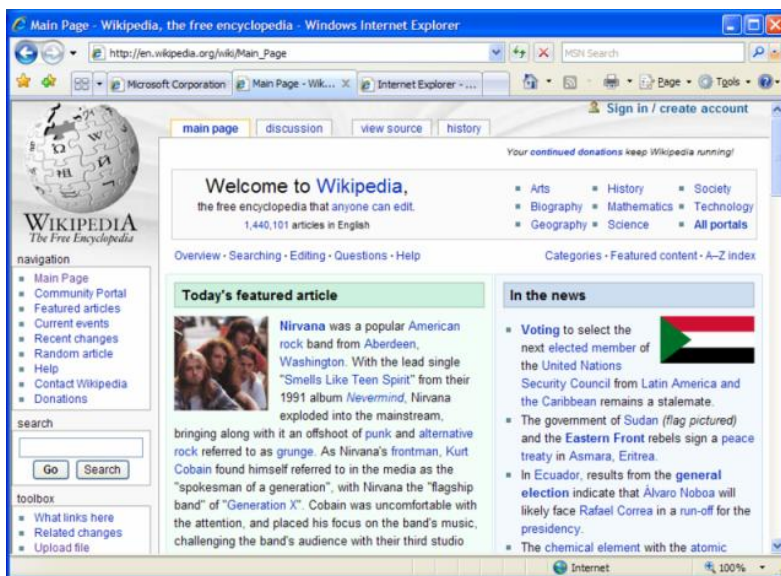 Main Page - Wikipedia, the free encyclopedia - Windows Internet Explorer
http://en.wikipedia.org/wiki/Main_Page
MSN Search
Microsoft Corporation
Main Page - Wik...
Internet Explorer - ...
Page
Tools
Sign in / create account
main page
discussion
view source
history
Your continued donations keep Wikipedia running!
WIKIPEDIA
The Free Encyclopedia
navigation
Main Page
Community Portal
Featured articles
Current events
Recent changes
Random article
Help
Contact Wikipedia
Donations
search
Go
Search
toolbox
What links here
Related changes
Upload file
Welcome to Wikipedia,
the free encyclopedia that anyone can edit.
1,440,101 articles in English
Arts
History
Society
Biography
Mathematics
Technology
Geography
Science
All portals
Overview · Searching · Editing · Questions · Help
Categories · Featured content · A–Z index
Today's featured article
Nirvana was a popular American
rock band from Aberdeen,
Washington. With the lead single
"Smells Like Teen Spirit" from their
1991 album Nevermind, Nirvana
exploded into the mainstream,
bringing along with it an offshoot of punk and alternative
rock referred to as grunge. As Nirvana's frontman, Kurt
Cobain found himself referred to in the media as the
"spokesman of a generation", with Nirvana the "flagship
band" of "Generation X". Cobain was uncomfortable with
the attention, and placed his focus on the band's music,
challenging the band's audience with their third studio
In the news
Voting to select the
next elected member of
the United Nations
Security Council from Latin America and
the Caribbean remains a stalemate.
The government of Sudan (flag pictured)
and the Eastern Front rebels sign a peace
treaty in Asmara, Eritrea.
In Ecuador, results from the general
election indicate that Álvaro Noboa will
likely face Rafael Correa in a run-off for the
presidency.
The chemical element with the atomic
Internet
100%